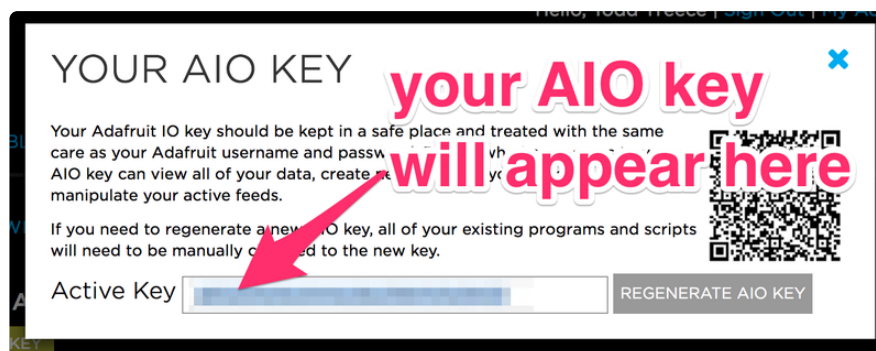 Hello, Todd Treece | Sign Out | My A
YOUR AIO KEY
your AIO key
will appear here
Your Adafruit IO key should be kept in a safe place and treated with the same
care as your Adafruit username and passw
AIO key can view all of your data, create
manipulate your active feeds.
If you need to regenerate a new AIO key, all of your existing programs and scripts
will need to be manually to the new key.
Active Key
REGENERATE AIO KEY
KEY